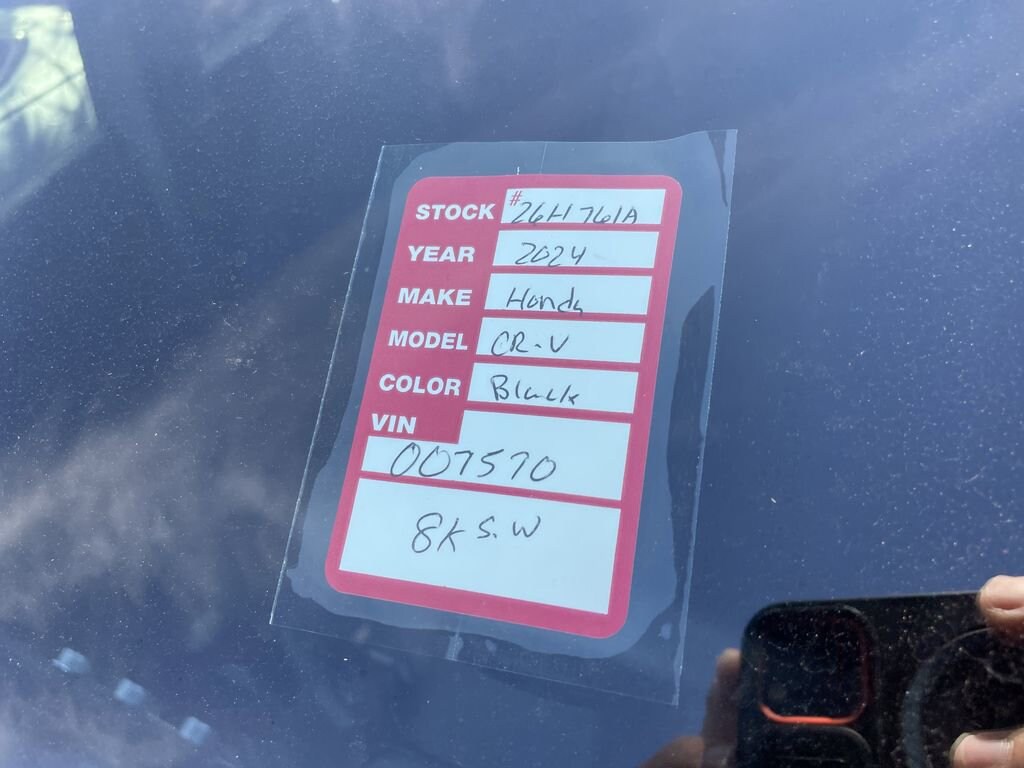 STOCK # 26H761A
YEAR 2024
MAKE Honda
MODEL CR-V
COLOR Black
VIN
007570
8K S.W